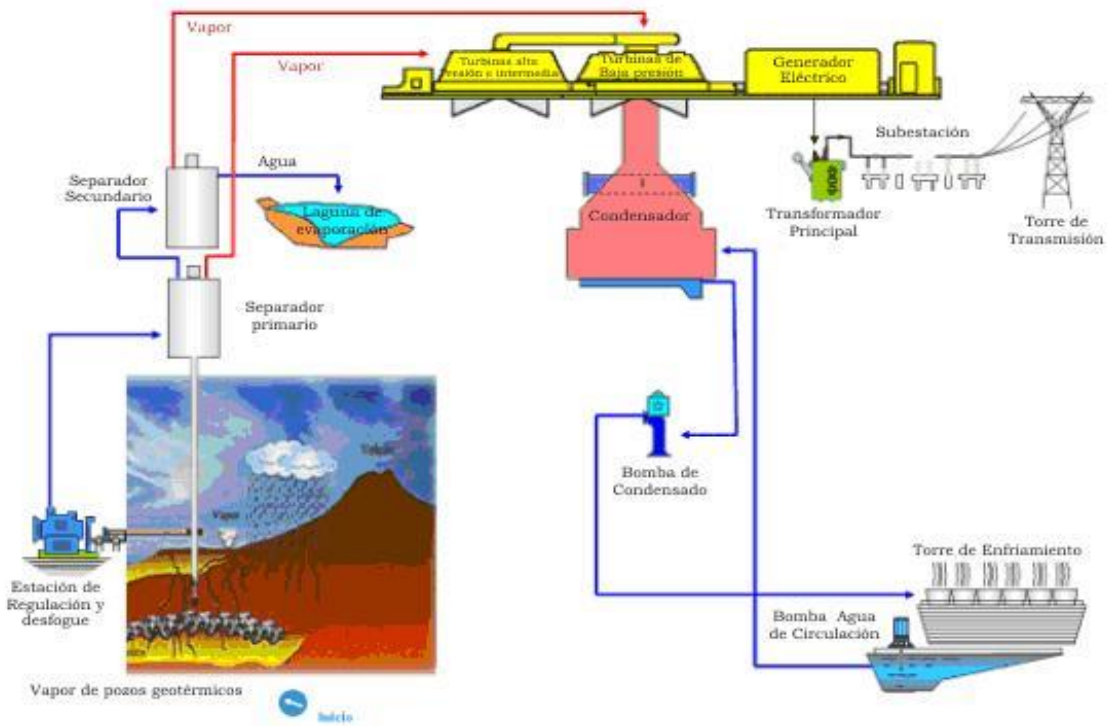 Vapor
Vapor
Turbinas alta
Presión e intermedia
Turbinas de
Baja presión
Generador
Eléctrico
Subestación
Agua
Separador
Secundario
Laguna de
evaporación
Condensador
Transformador
Principal
Torre de
Transmisión
Separador
primario
Volcán
Vapor
Bomba de
Condensado
Torre de Enfriamiento
Estación de
Regulación y
desfogue
Bomba Agua
de Circulación
Vapor de pozos geotérmicos
Inicio